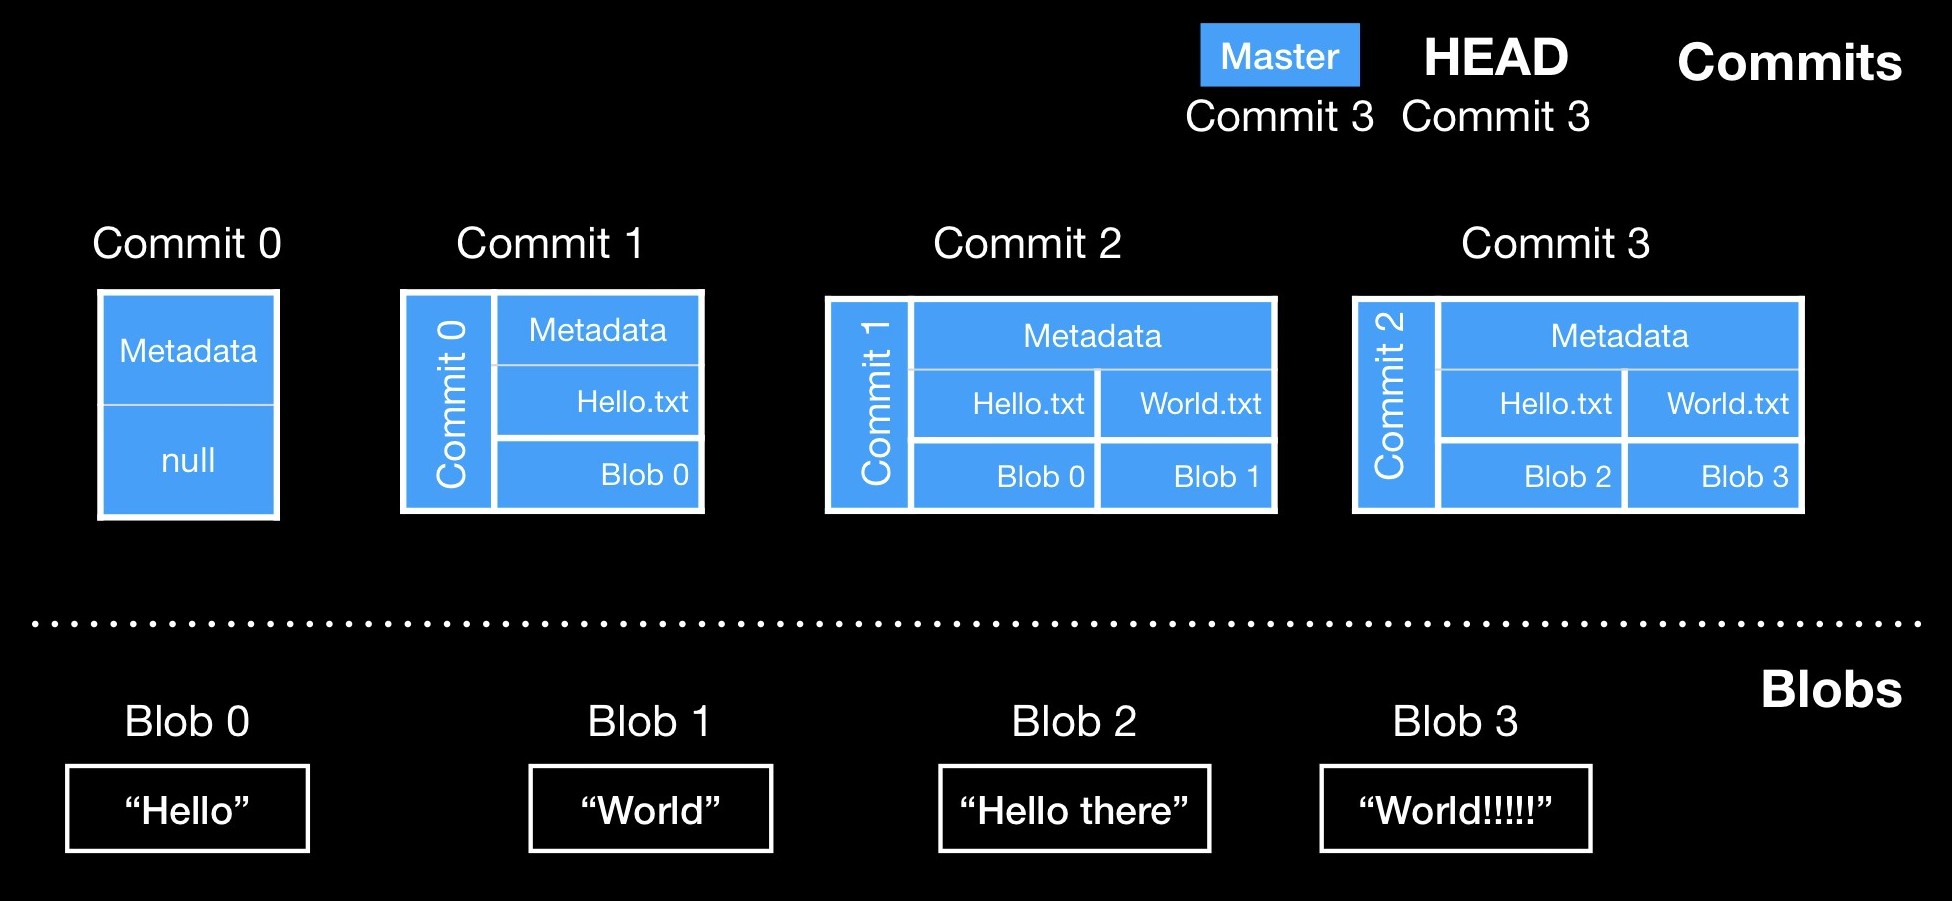 Master
HEAD
Commits
Commit 3
Commit 3
Commit 0
Commit 1
Commit 2
Commit 3
Metadata
null
Commit 0
Metadata
Hello.txt
Blob 0
Commit 1
Metadata
Hello.txt
World.txt
Blob 0
Blob 1
Commit 2
Metadata
Hello.txt
World.txt
Blob 2
Blob 3
Blobs
Blob 0
Blob 1
Blob 2
Blob 3
“Hello”
“World”
“Hello there”
“World!!!!!”